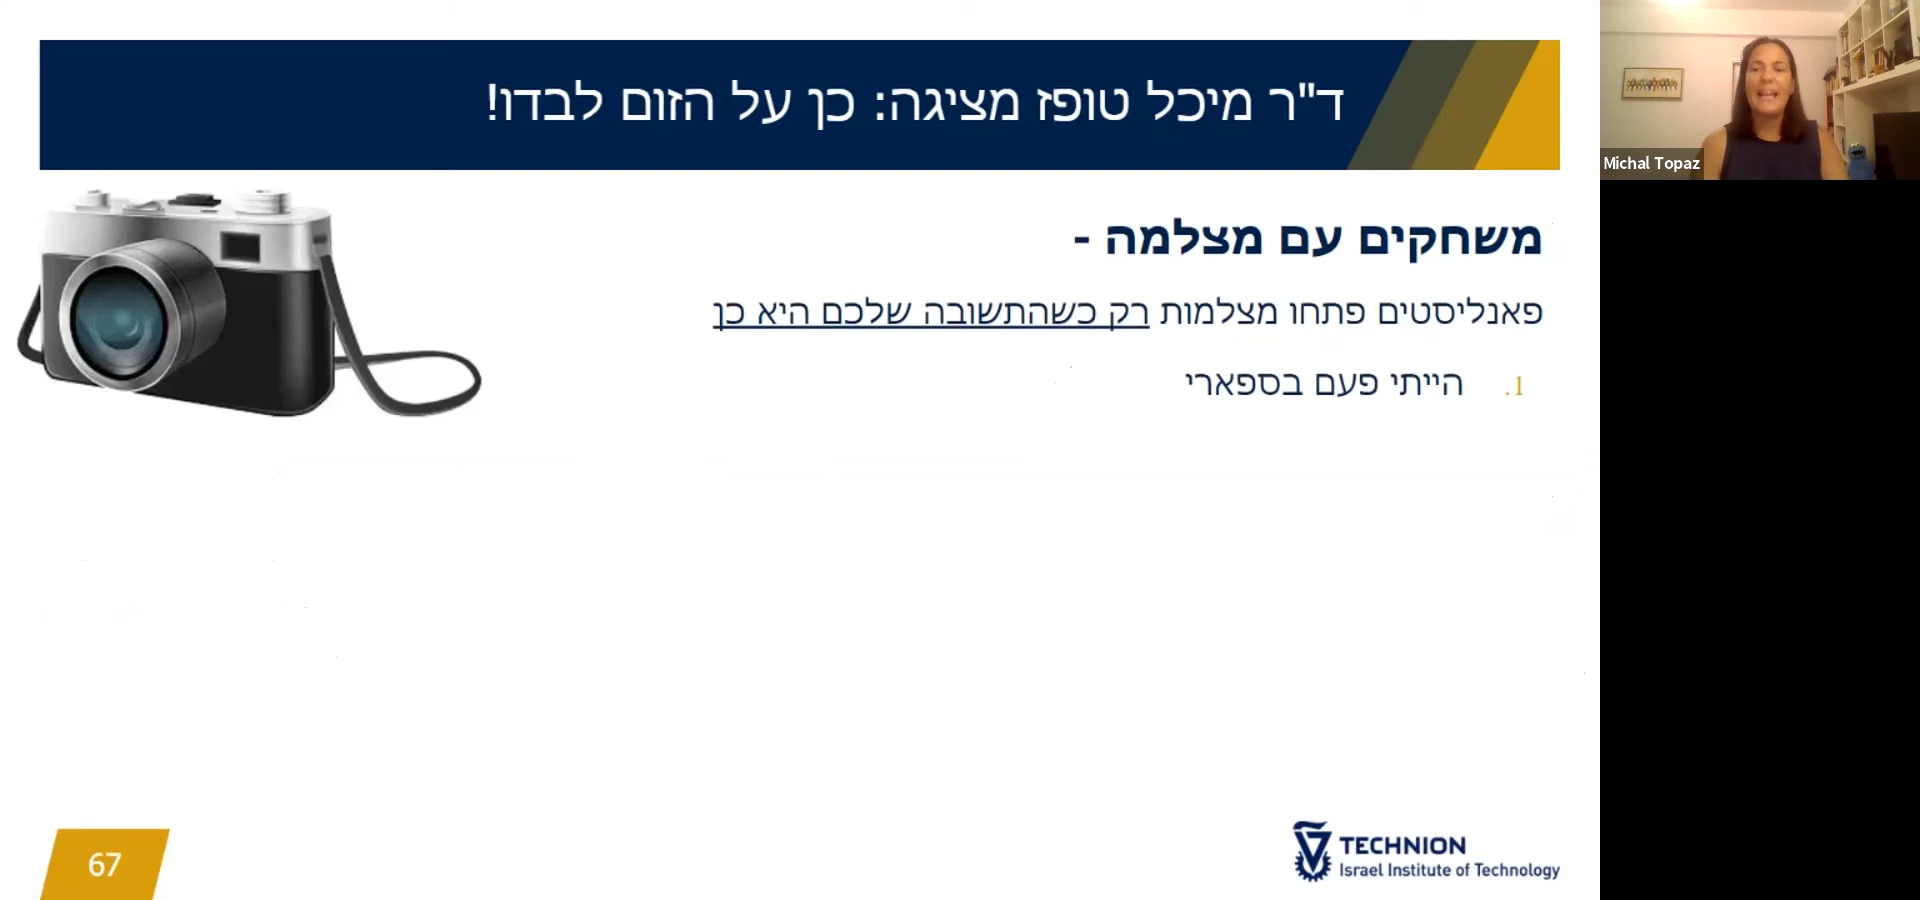 ד"ר מיכל טופז מציגה: כן על הזום לבדו!
משחקים עם מצלמה -
פאנליסטים פתחו מצלמות רק כשהתשובה שלכם היא כן
1. הייתי פעם בספארי
67
TECHNION
Israel Institute of Technology
Michal Topaz